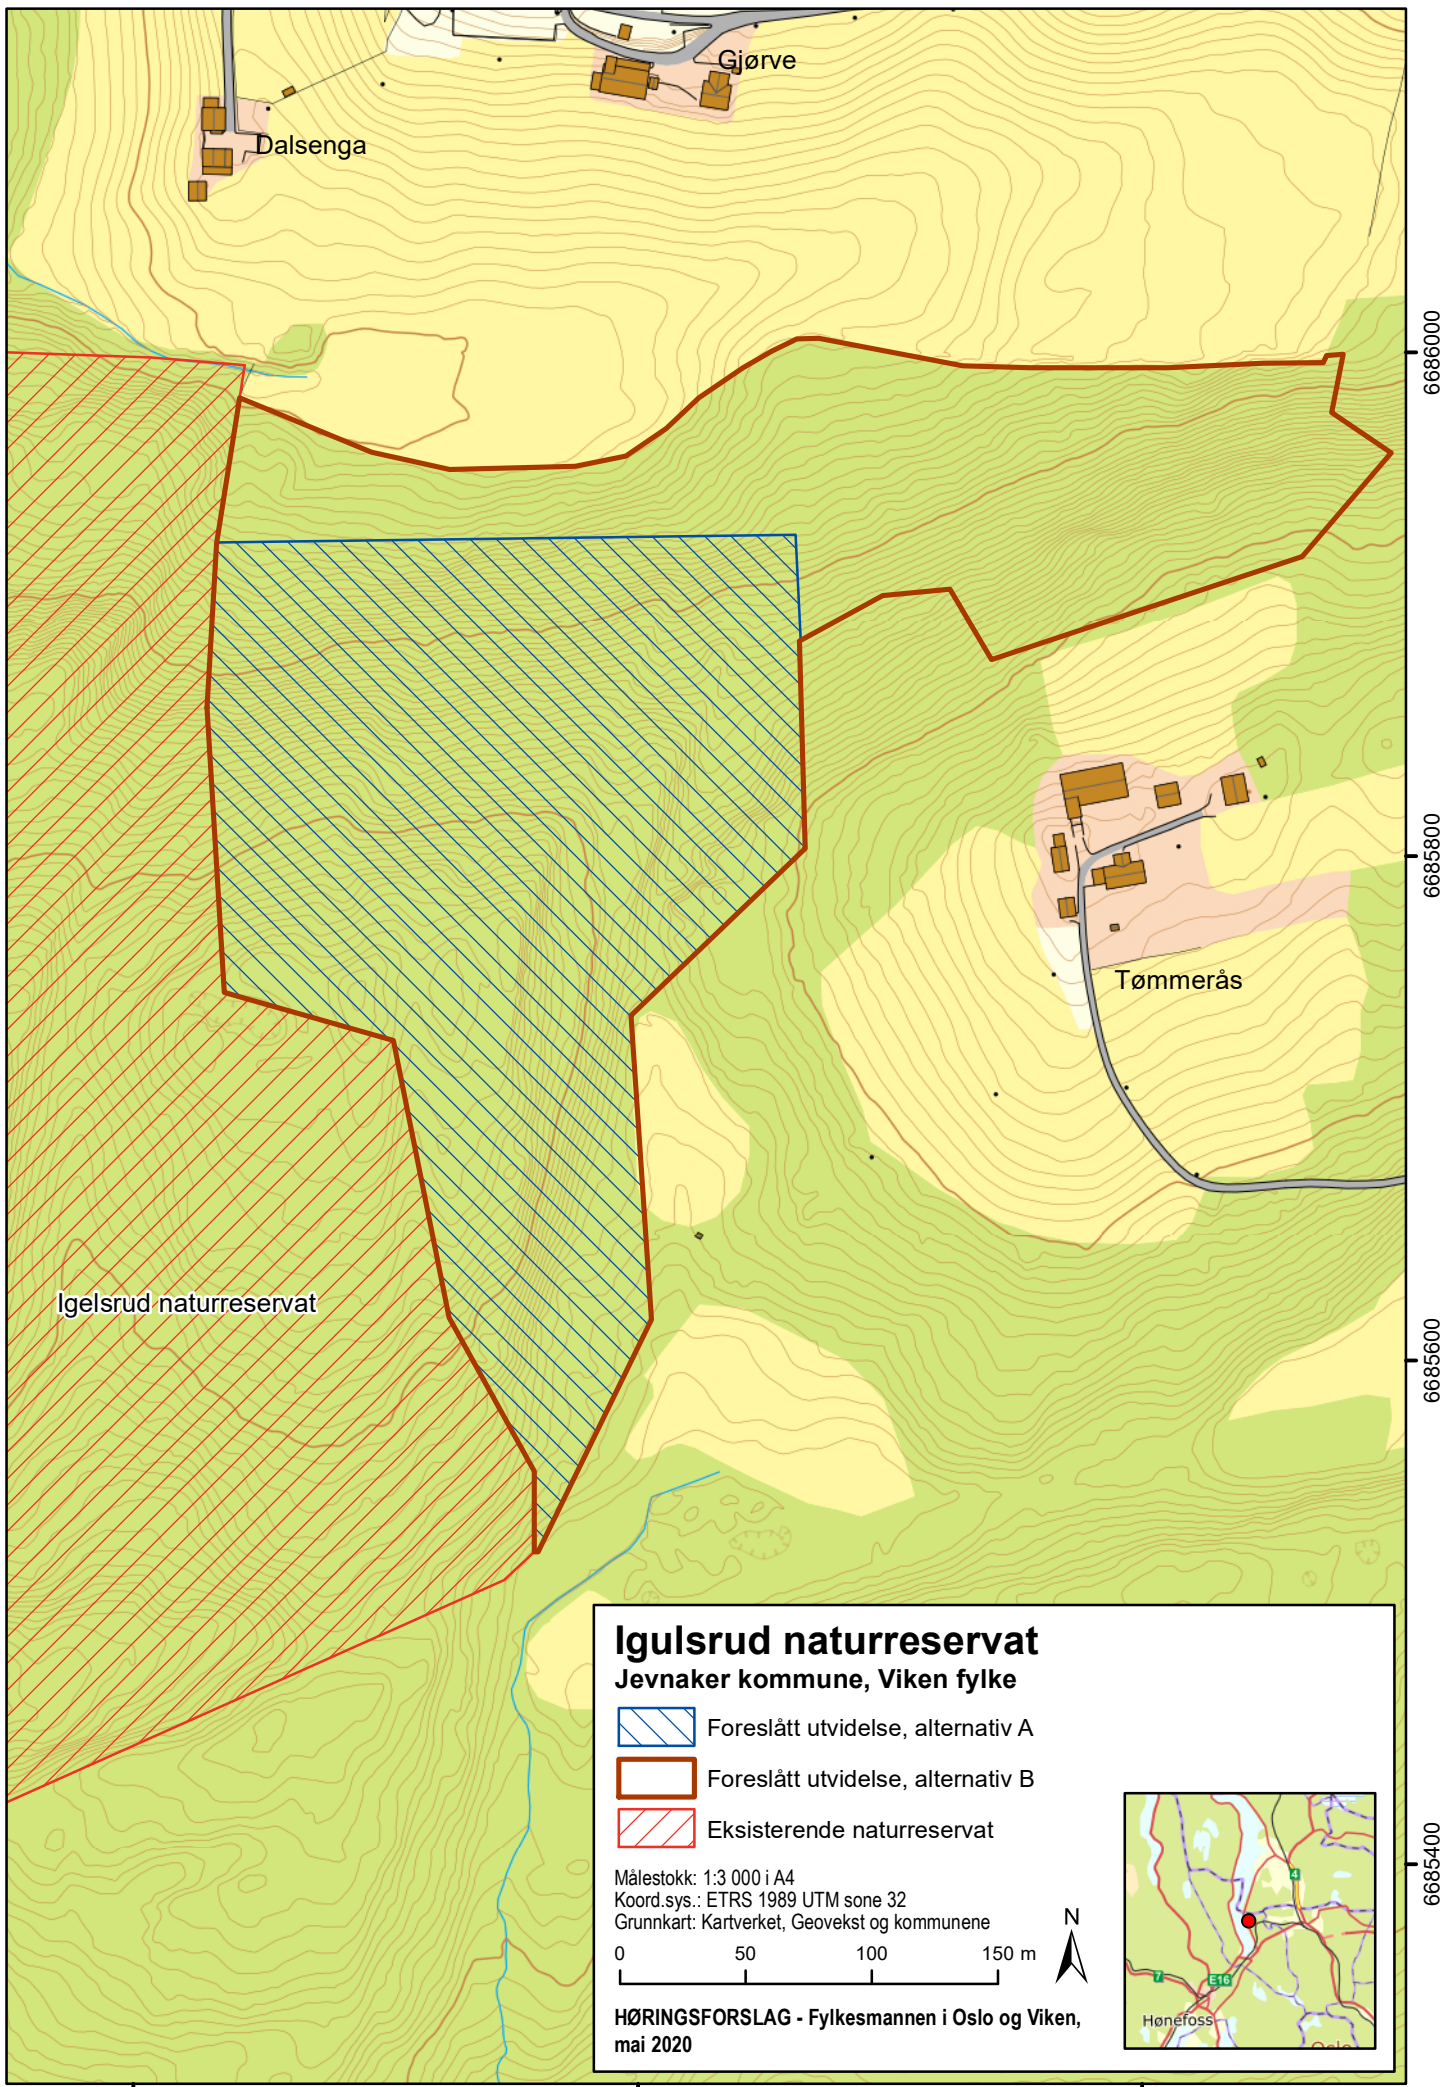 Gjørve
Dalsenga
6686000
6685800
Tømmerås
Igelsrud naturreservat
6685600
Igulsrud naturreservat
Jevnaker kommune, Viken fylke
Foreslått utvidelse, alternativ A
Foreslått utvidelse, alternativ B
Eksisterende naturreservat
Målestokk: 1:3 000 i A4
Koord.sys.: ETRS 1989 UTM sone 32
Grunnkart: Kartverket, Geovekst og kommunene
0 50 100 150 m
N
HØRINGSFORSLAG - Fylkesmannen i Oslo og Viken,
mai 2020
4
7
E16
Hønefoss
Oslo
6685400